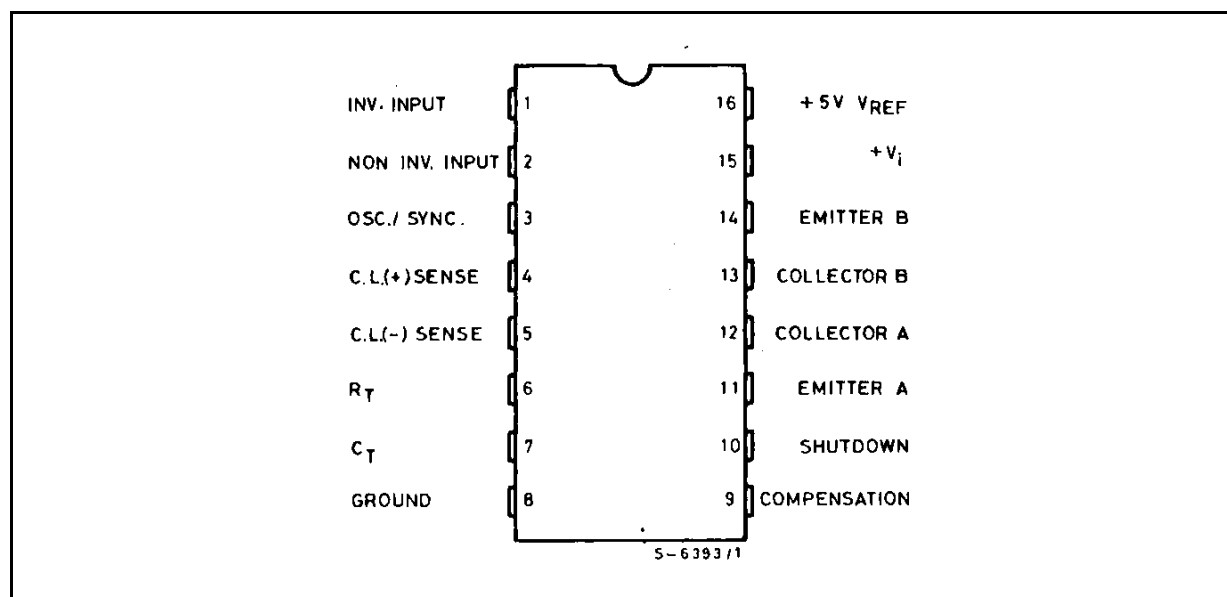 INV. INPUT 1 16 +5V VREF
NON INV. INPUT 2 15 +Vi
OSC./ SYNC. 3 14 EMITTER B
C.L.(+) SENSE 4 13 COLLECTOR B
C.L.(-) SENSE 5 12 COLLECTOR A
RT 6 11 EMITTER A
CT 7 10 SHUTDOWN
GROUND 8 9 COMPENSATION
S-6393/1